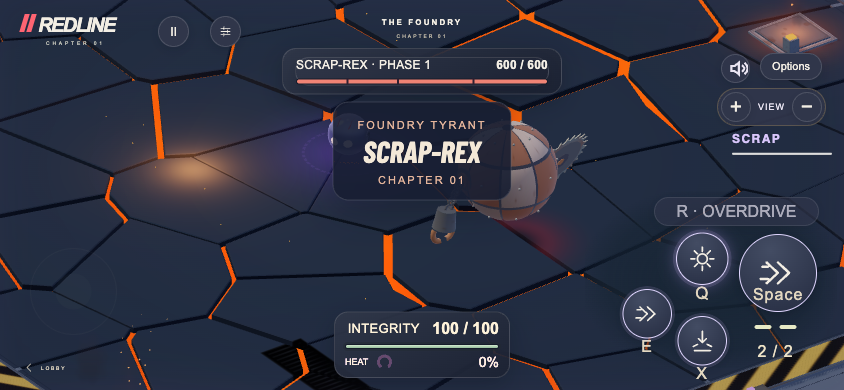 REDLINE
CHAPTER 01
THE FOUNDRY
CHAPTER 01
SCRAP-REX · PHASE 1 600 / 600
Options
+ VIEW −
SCRAP
FOUNDRY TYRANT
SCRAP-REX
CHAPTER 01
R · OVERDRIVE
Q
Space
E
X
2 / 2
INTEGRITY 100 / 100
HEAT 0%
LOBBY